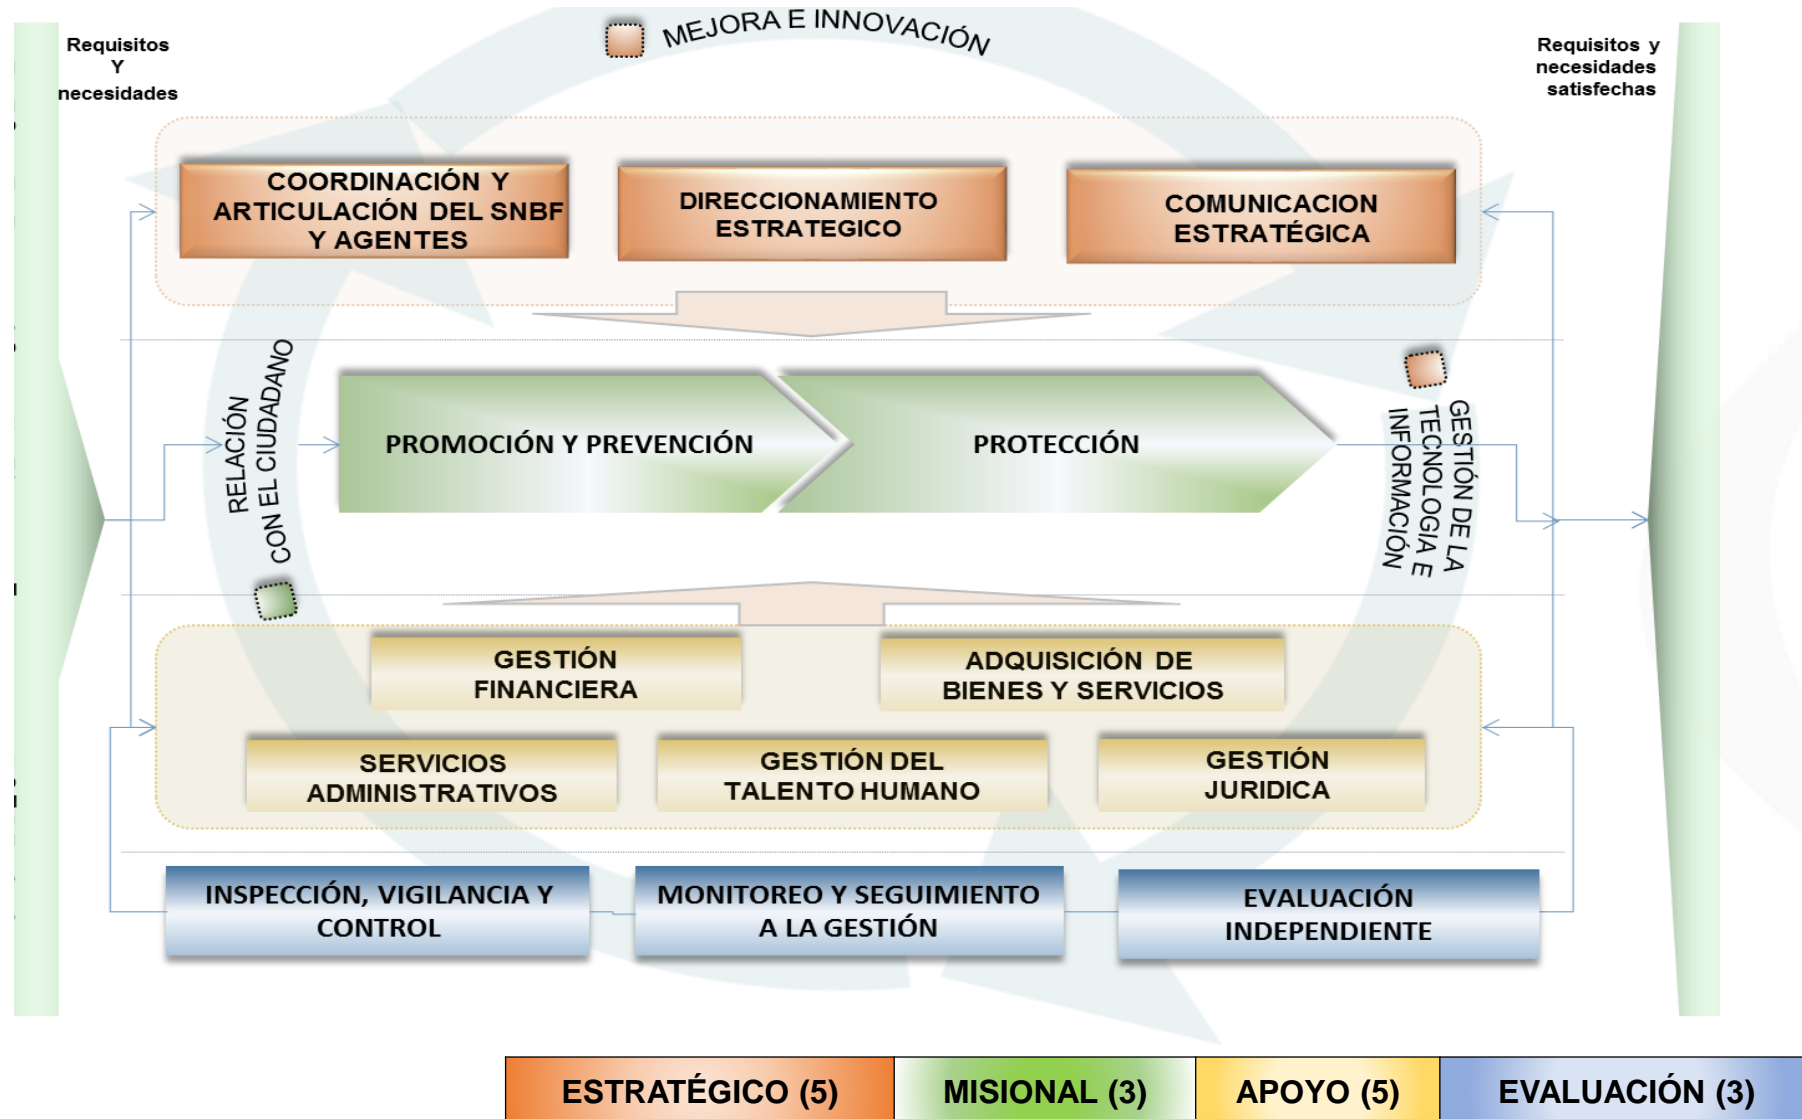 MEJORA E INNOVACIÓN
Requisitos
Y
necesidades
Requisitos y
necesidades
satisfechas
COORDINACIÓN Y
ARTICULACIÓN DEL SNBF
Y AGENTES
DIRECCIONAMIENTO
ESTRATEGICO
COMUNICACION
ESTRATÉGICA
RELACIÓN
CON EL CIUDADANO
PROMOCIÓN Y PREVENCIÓN
PROTECCIÓN
GESTIÓN DE LA
TECNOLOGIA E
INFORMACIÓN
GESTIÓN
FINANCIERA
ADQUISICIÓN DE
BIENES Y SERVICIOS
SERVICIOS
ADMINISTRATIVOS
GESTIÓN DEL
TALENTO HUMANO
GESTIÓN
JURIDICA
INSPECCIÓN, VIGILANCIA Y
CONTROL
MONITOREO Y SEGUIMIENTO
A LA GESTIÓN
EVALUACIÓN
INDEPENDIENTE
ESTRATÉGICO (5)
MISIONAL (3)
APOYO (5)
EVALUACIÓN (3)